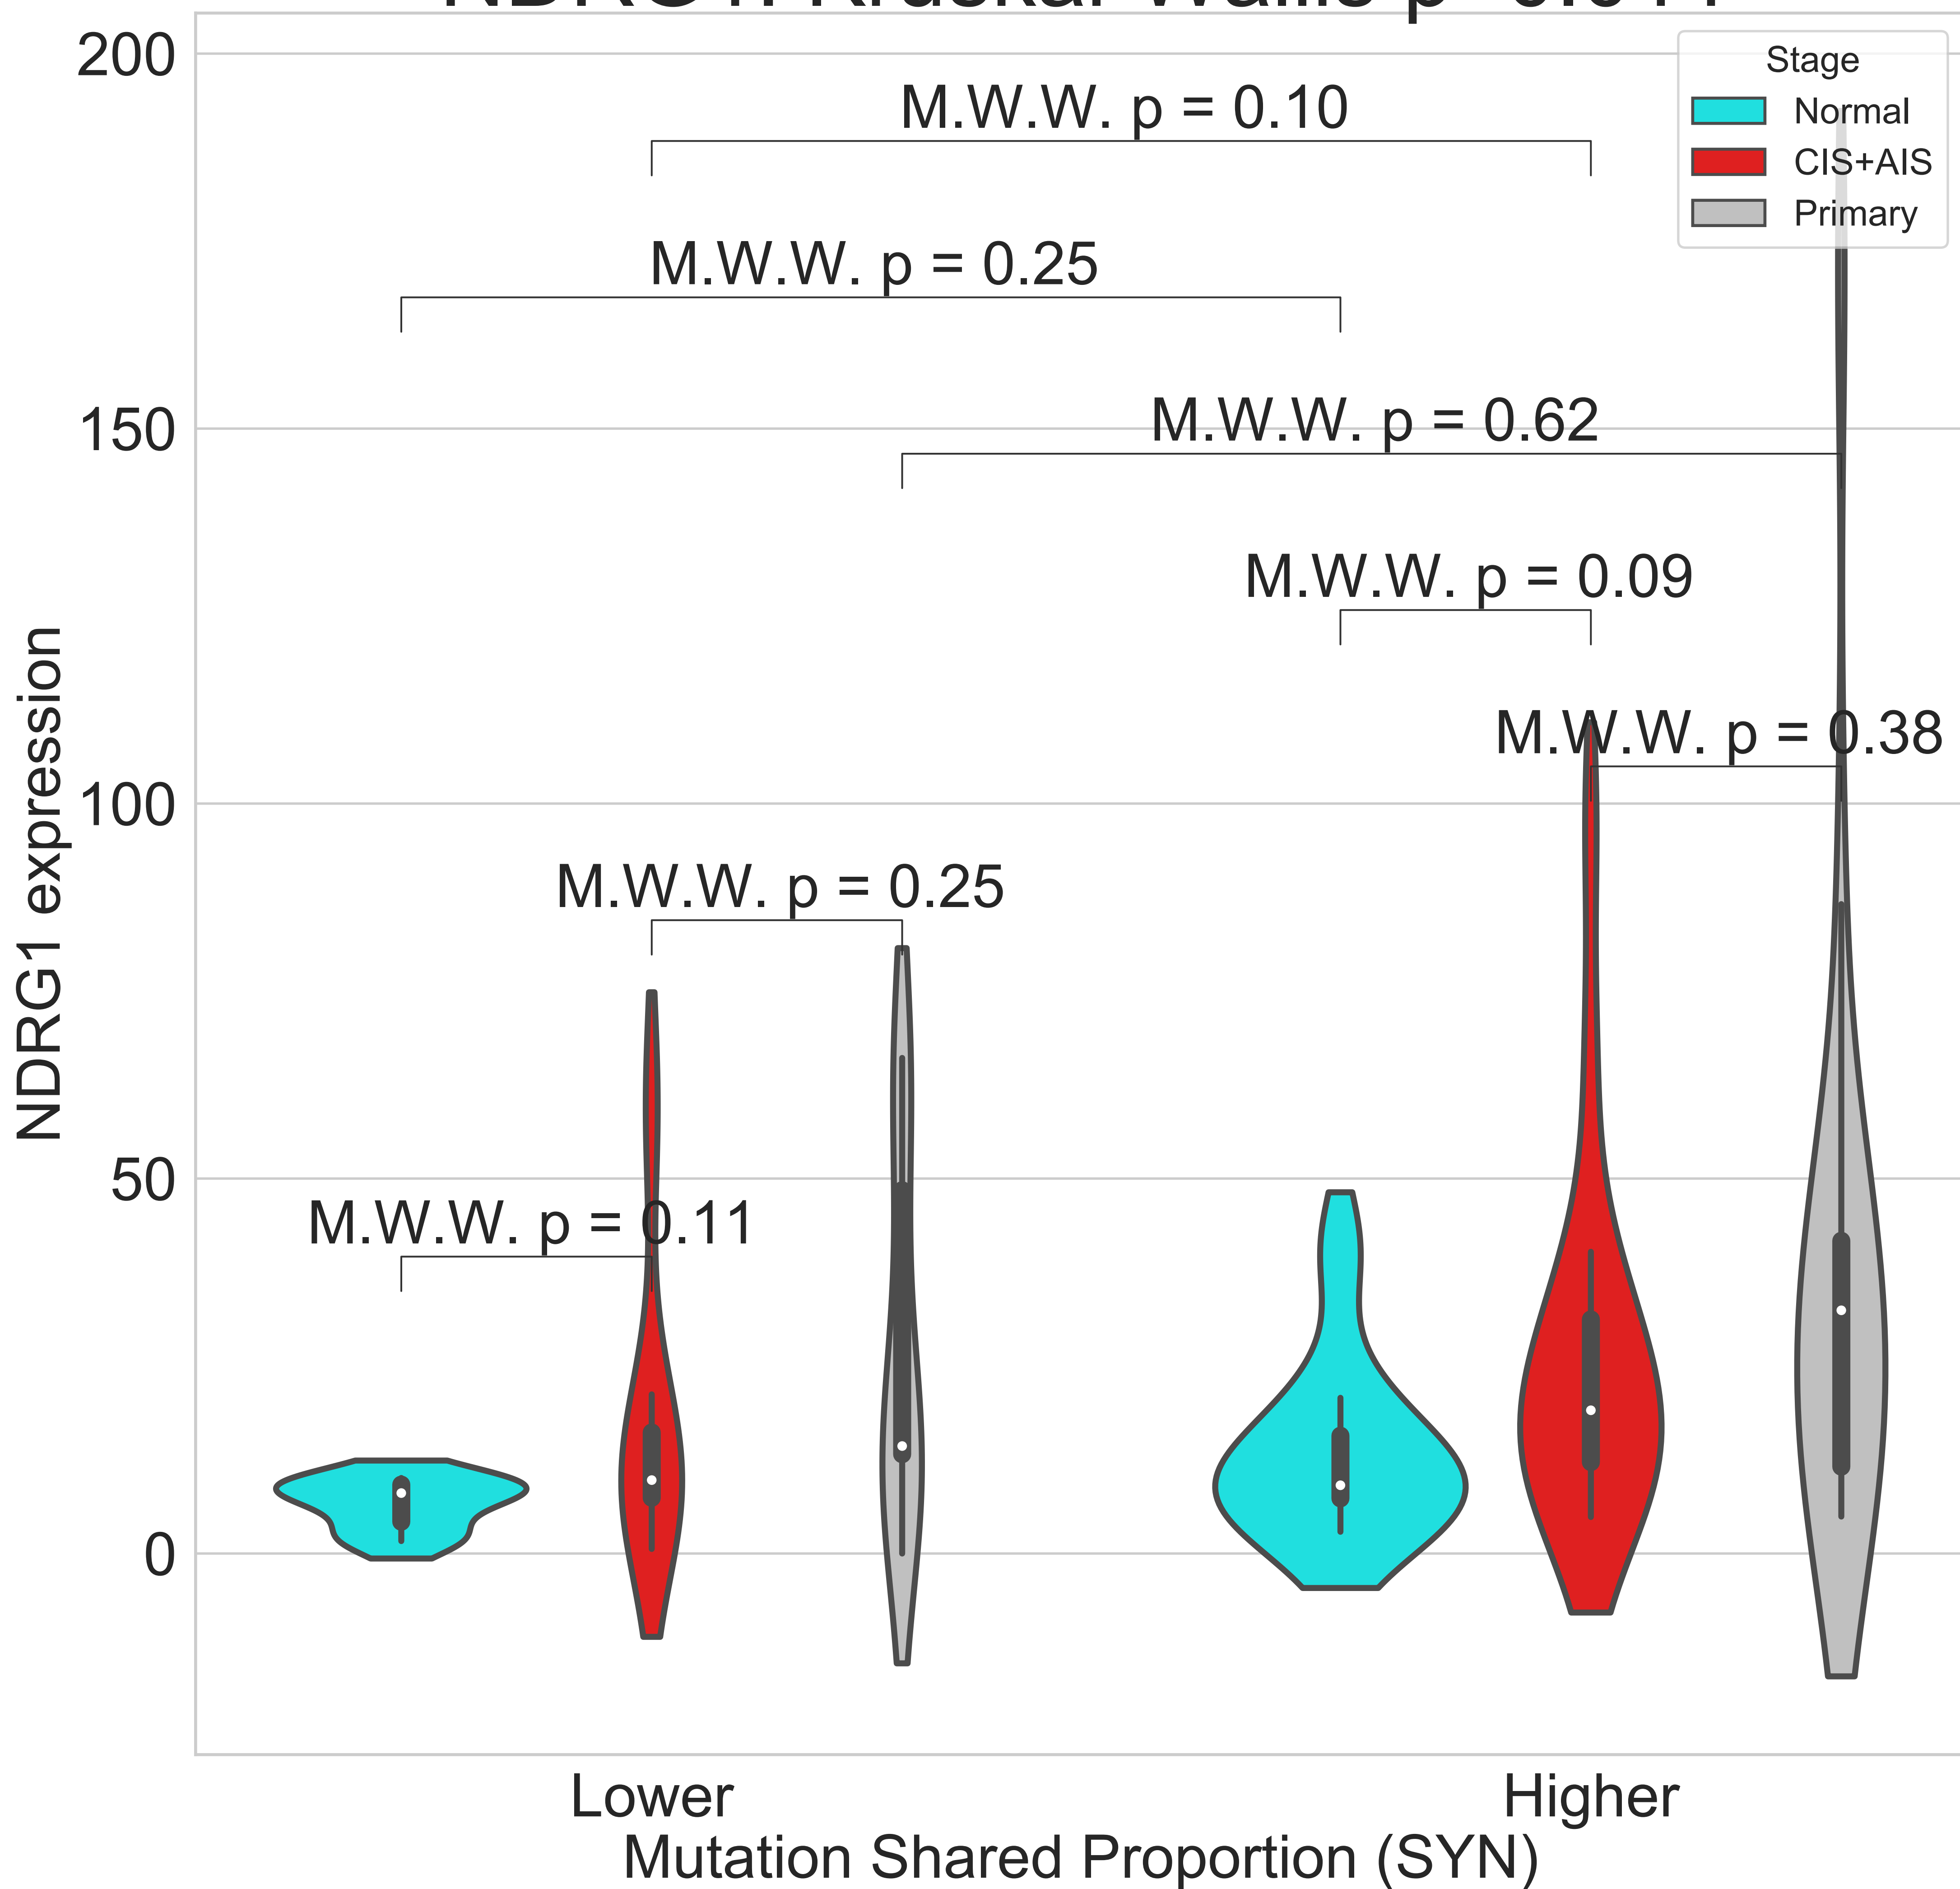 200
150
100
50
0
NDRG1 expression
Stage
Normal
CIS+AIS
Primary
M.W.W. p = 0.10
M.W.W. p = 0.25
M.W.W. p = 0.62
M.W.W. p = 0.09
M.W.W. p = 0.38
M.W.W. p = 0.25
M.W.W. p = 0.11
Lower
Higher
Mutation Shared Proportion (SYN)